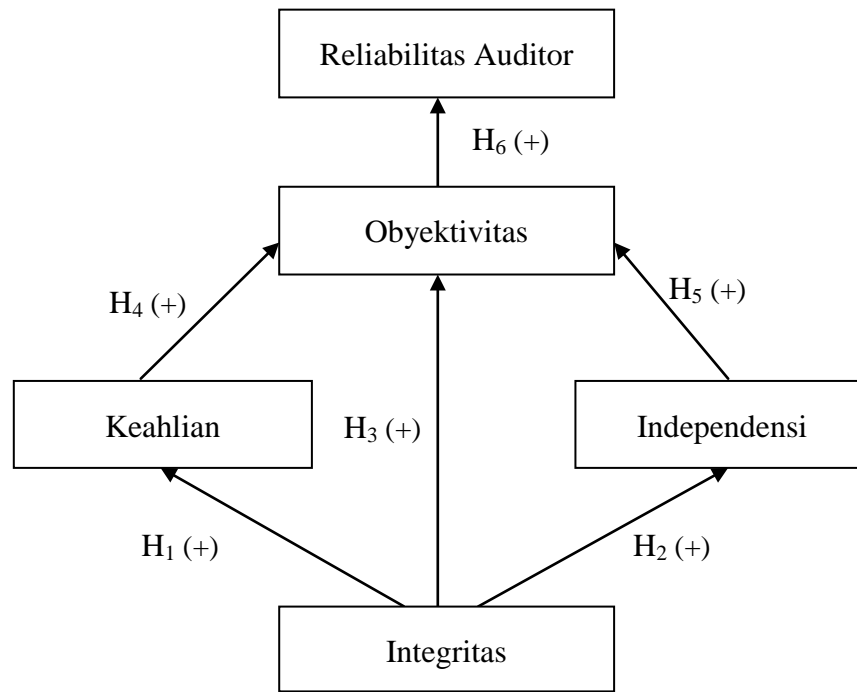 Reliabilitas Auditor
H₆ (+)
Obyektivitas
H₄ (+)
H₅ (+)
Keahlian
H₃ (+)
Independensi
H₁ (+)
H₂ (+)
Integritas